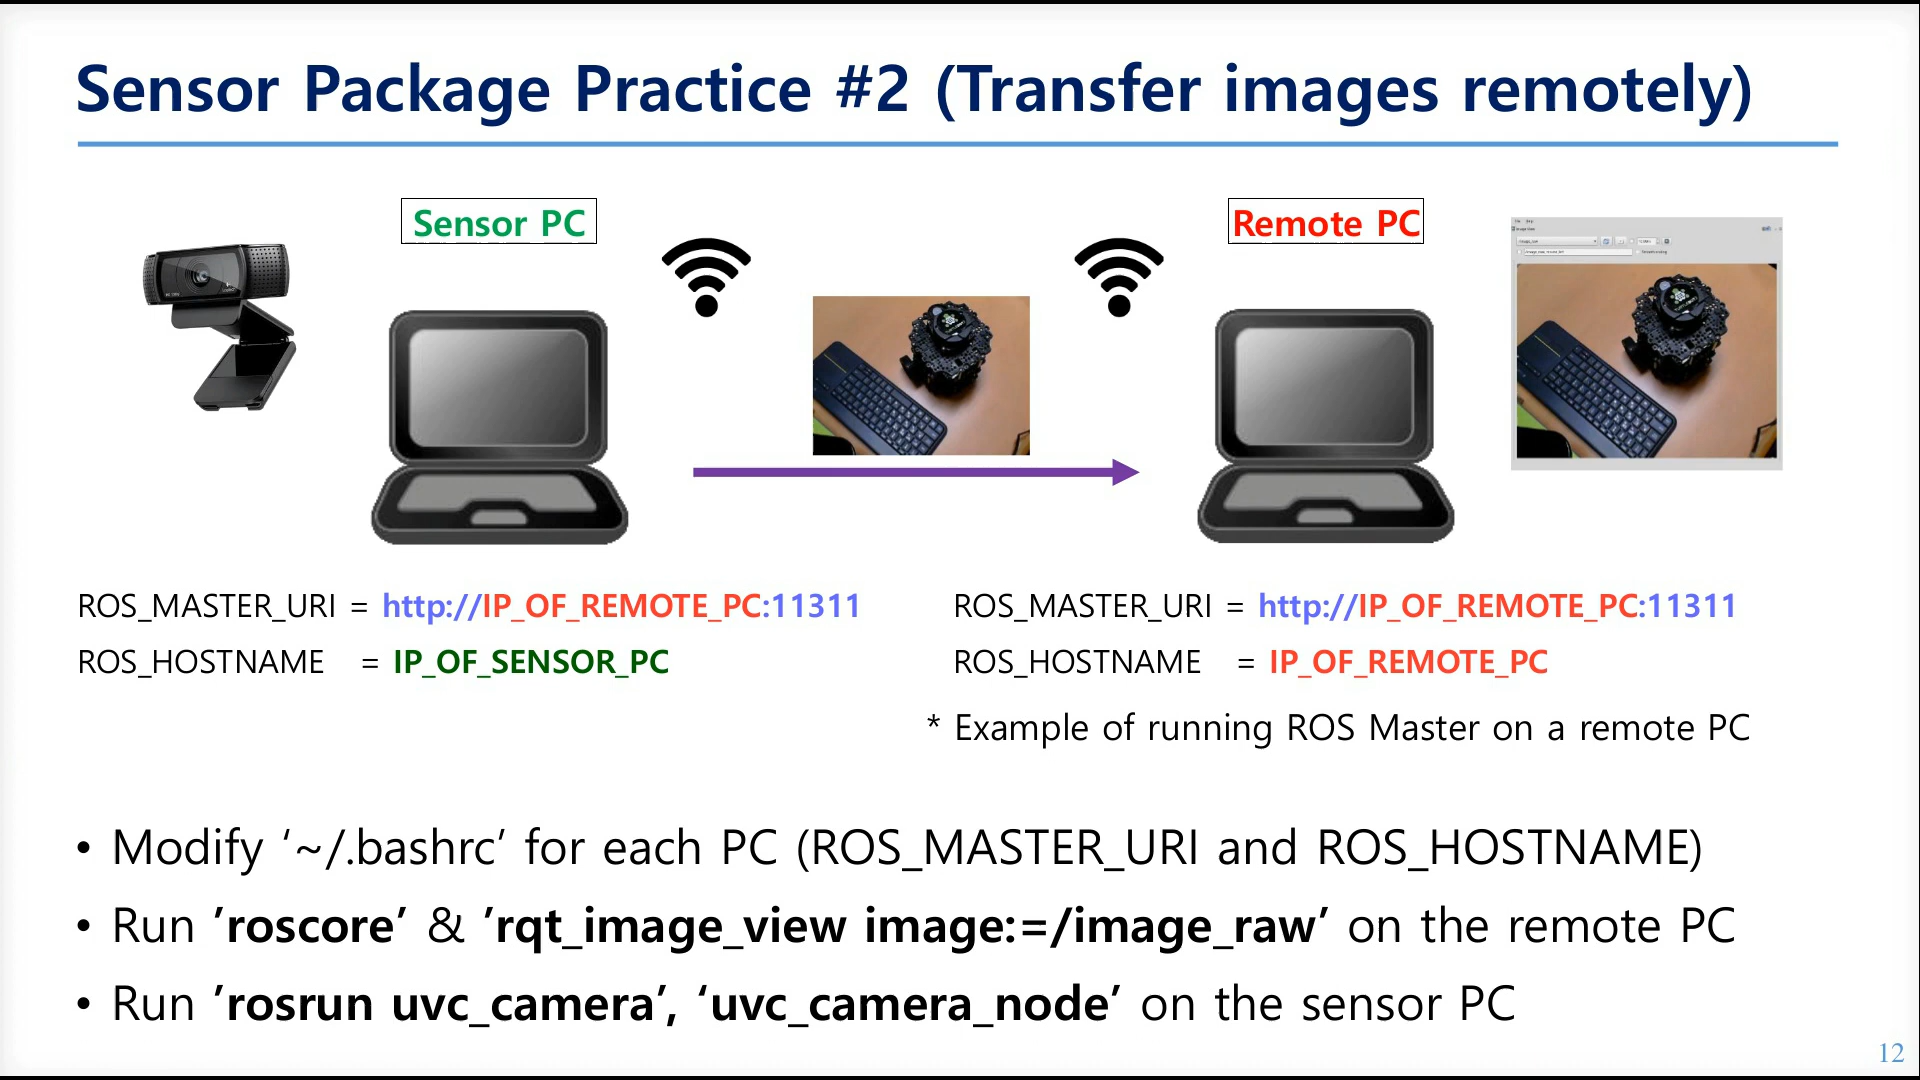 Sensor Package Practice #2 (Transfer images remotely)
Sensor PC
Remote PC
ROS_MASTER_URI = http://IP_OF_REMOTE_PC:11311
ROS_HOSTNAME = IP_OF_SENSOR_PC
ROS_MASTER_URI = http://IP_OF_REMOTE_PC:11311
ROS_HOSTNAME = IP_OF_REMOTE_PC
* Example of running ROS Master on a remote PC
• Modify ‘~/.bashrc’ for each PC (ROS_MASTER_URI and ROS_HOSTNAME)
• Run ’roscore’ & ’rqt_image_view image:=/image_raw’ on the remote PC
• Run ’rosrun uvc_camera’, ‘uvc_camera_node’ on the sensor PC
12